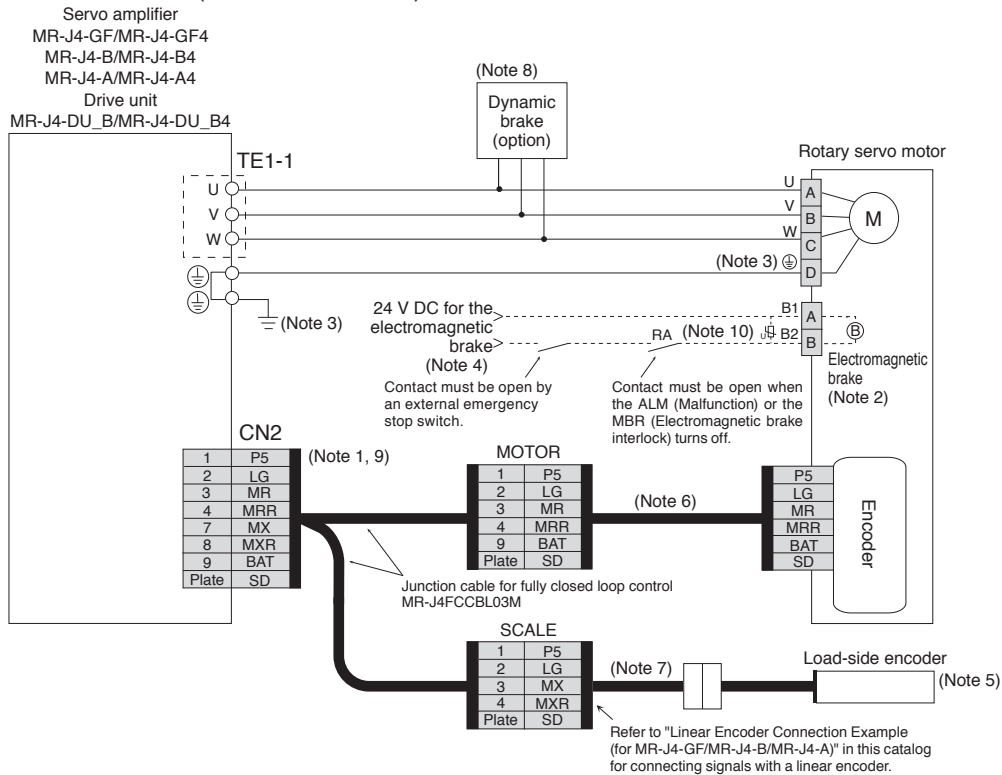 Servo amplifier
MR-J4-GF/MR-J4-GF4
MR-J4-B/MR-J4-B4
MR-J4-A/MR-J4-A4
Drive unit
MR-J4-DU_B/MR-J4-DU_B4
TE1-1
U
V
W
(Note 3)
(Note 8)
Dynamic
brake
(option)
Rotary servo motor
U
V
W
(Note 3)
A
B
C
D
M
24 V DC for the
electromagnetic
brake
(Note 4)
Contact must be open by
an external emergency
stop switch.
RA
(Note 10)
U
B1
B2
A
B
B
Electromagnetic
brake
(Note 2)
Contact must be open when
the ALM (Malfunction) or the
MBR (Electromagnetic brake
interlock) turns off.
CN2
(Note 1, 9)
1 P5
2 LG
3 MR
4 MRR
7 MX
8 MXR
9 BAT
Plate SD
MOTOR
1 P5
2 LG
3 MR
4 MRR
9 BAT
Plate SD
(Note 6)
P5
LG
MR
MRR
BAT
SD
Encoder
Junction cable for fully closed loop control
MR-J4FCCBL03M
SCALE
1 P5
2 LG
3 MX
4 MXR
Plate SD
(Note 7)
Load-side encoder
(Note 5)
Refer to "Linear Encoder Connection Example
(for MR-J4-GF/MR-J4-B/MR-J4-A)" in this catalog
for connecting signals with a linear encoder.